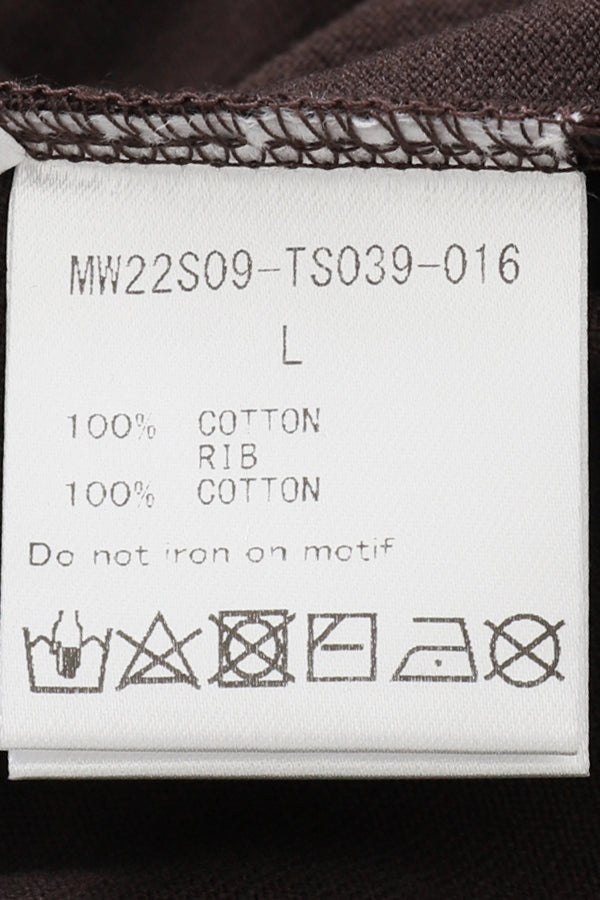 MW22S09-TS039-016
L
100% COTTON
RIB
100% COTTON
Do not iron on motif